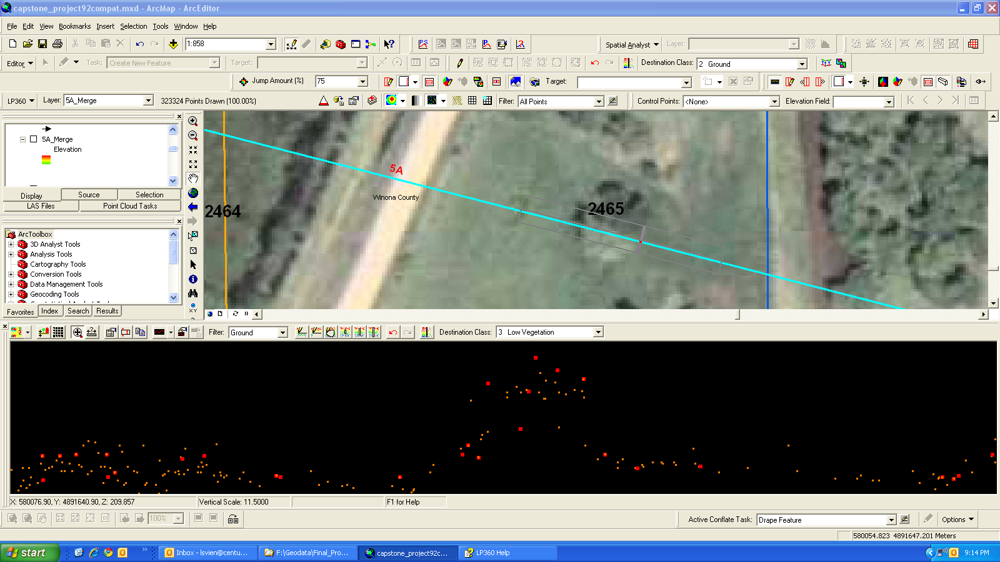 capstone_project92compat.mxd - ArcMap - ArcEditor
File Edit View Bookmarks Insert Selection Tools Window Help
1:858
Spatial Analyst Layer:
Editor Task: Create New Feature Target: Destination Class: 2 Ground
Jump Amount (%) 75 Target:
LP360 Layer: 5A_Merge 323324 Points Drawn (100.00%) Filter: All Points Control Points: <None> Elevation Field:
5A_Merge
Elevation
Display Source Selection
LAS Files Point Cloud Tasks
ArcToolbox
3D Analyst Tools
Analysis Tools
Cartography Tools
Conversion Tools
Data Management Tools
Geocoding Tools
Favorites Index Search Results
5A
Winona County
2464
2465
Filter: Ground Destination Class: 3 Low Vegetation
X: 580076.90, Y: 4891640.90, Z: 209.857 Vertical Scale: 11.5000 F1 for Help
100% Active Conflate Task: Drape Feature Options
580054.823 4891647.201 Meters
start Inbox - lsvien@centu... F:\Geodata\Final_Pro... capstone_project92c... LP360 Help 9:14 PM